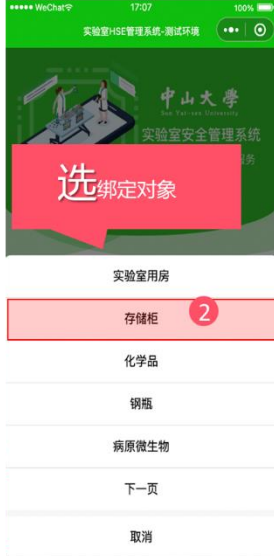 WeChat 17:07 100%
实验室HSE管理系统-测试环境
中山大學
Sun Yat-sen University
实验室安全管理系统
务
选绑定对象
实验室用房
存储柜 2
化学品
钢瓶
病原微生物
下一页
取消